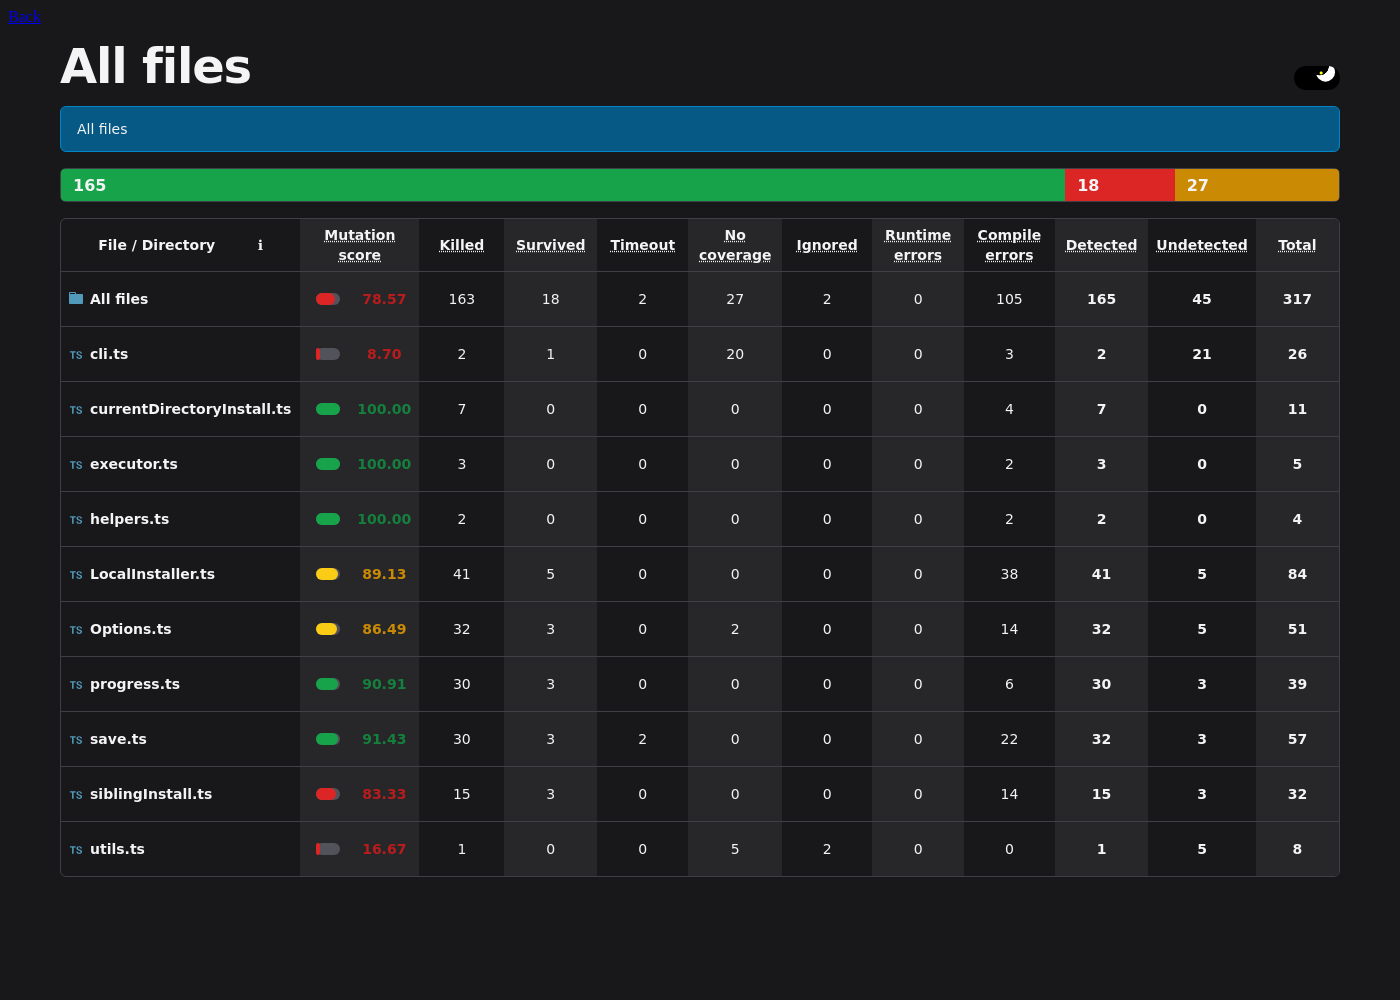 Back
All files
All files
165 18 27
File / Directory ℹ Mutation score Killed Survived Timeout No coverage Ignored Runtime errors Compile errors Detected Undetected Total
All files 78.57 163 18 2 27 2 0 105 165 45 317
TS cli.ts 8.70 2 1 0 20 0 0 3 2 21 26
TS currentDirectoryInstall.ts 100.00 7 0 0 0 0 0 4 7 0 11
TS executor.ts 100.00 3 0 0 0 0 0 2 3 0 5
TS helpers.ts 100.00 2 0 0 0 0 0 2 2 0 4
TS LocalInstaller.ts 89.13 41 5 0 0 0 0 38 41 5 84
TS Options.ts 86.49 32 3 0 2 0 0 14 32 5 51
TS progress.ts 90.91 30 3 0 0 0 0 6 30 3 39
TS save.ts 91.43 30 3 2 0 0 0 22 32 3 57
TS siblingInstall.ts 83.33 15 3 0 0 0 0 14 15 3 32
TS utils.ts 16.67 1 0 0 5 2 0 0 1 5 8